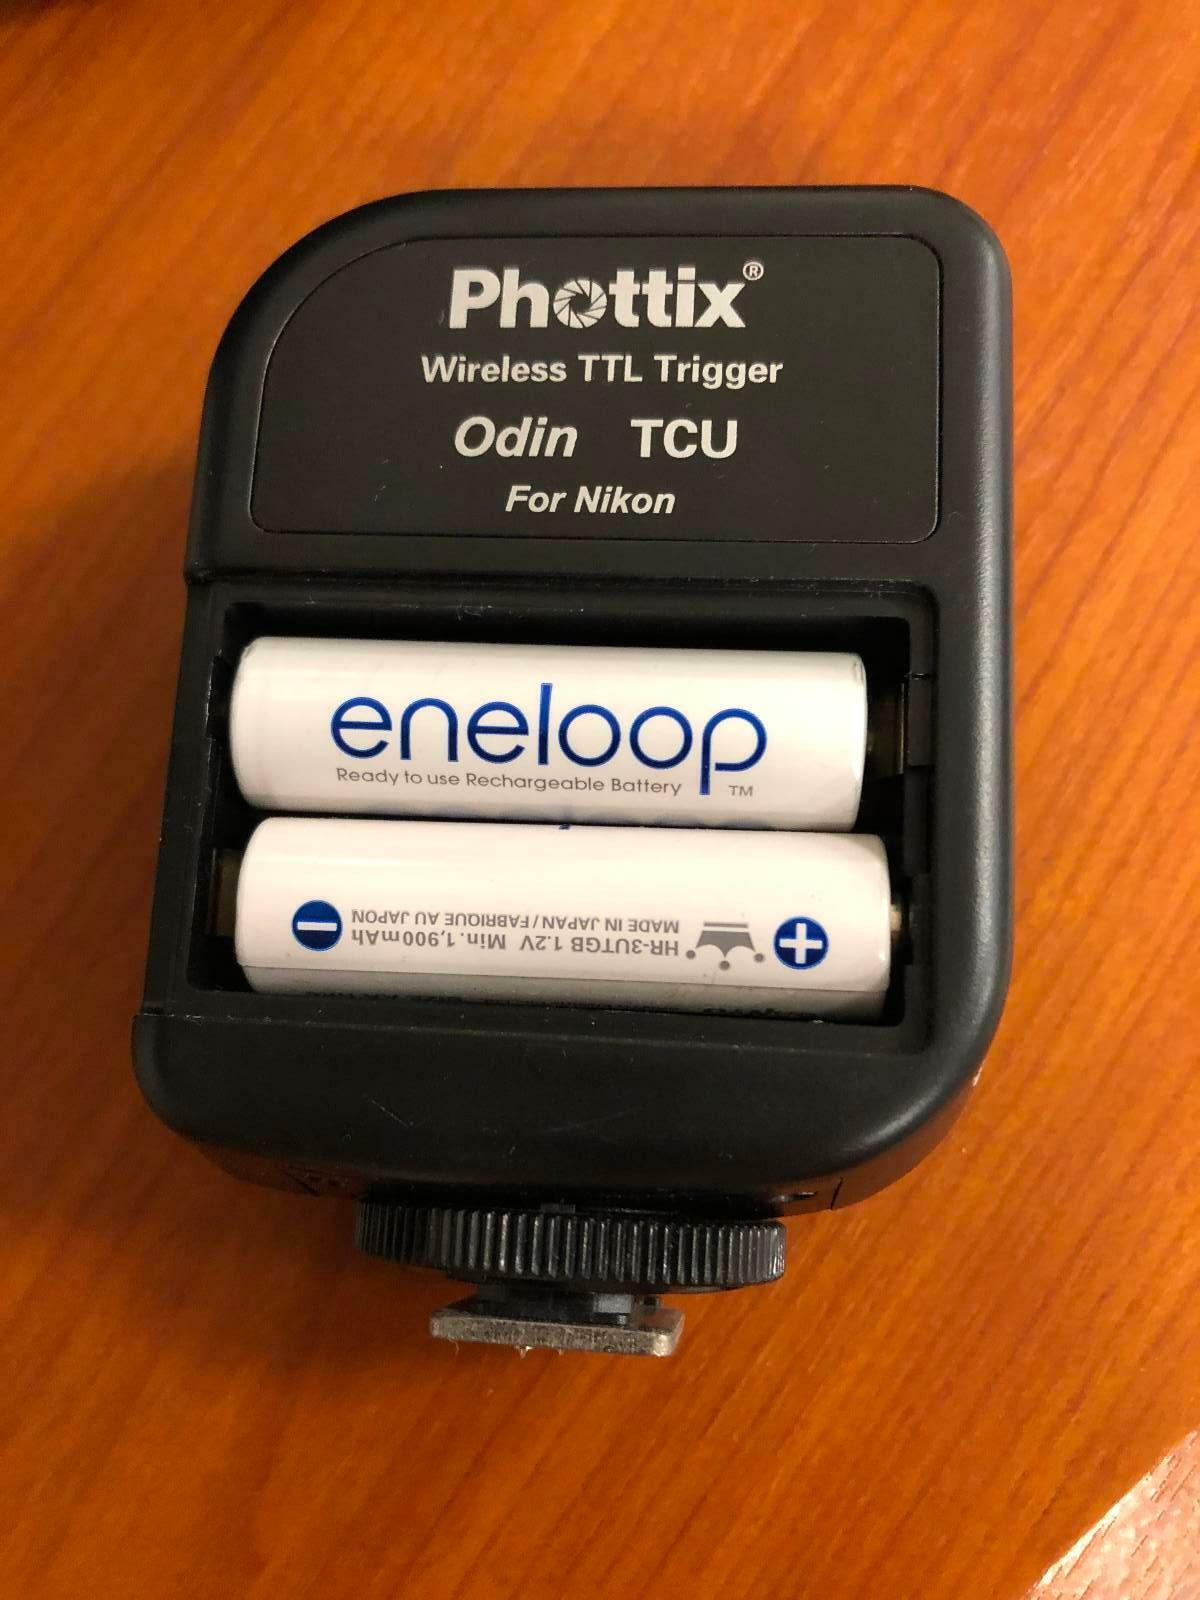 Phottix®
Wireless TTL Trigger
Odin TCU
For Nikon
eneloop
Ready to use Rechargeable Battery ™
HR-3UTGB 1.2V Min.1,900mAh
MADE IN JAPAN/FABRIQUE AU JAPON